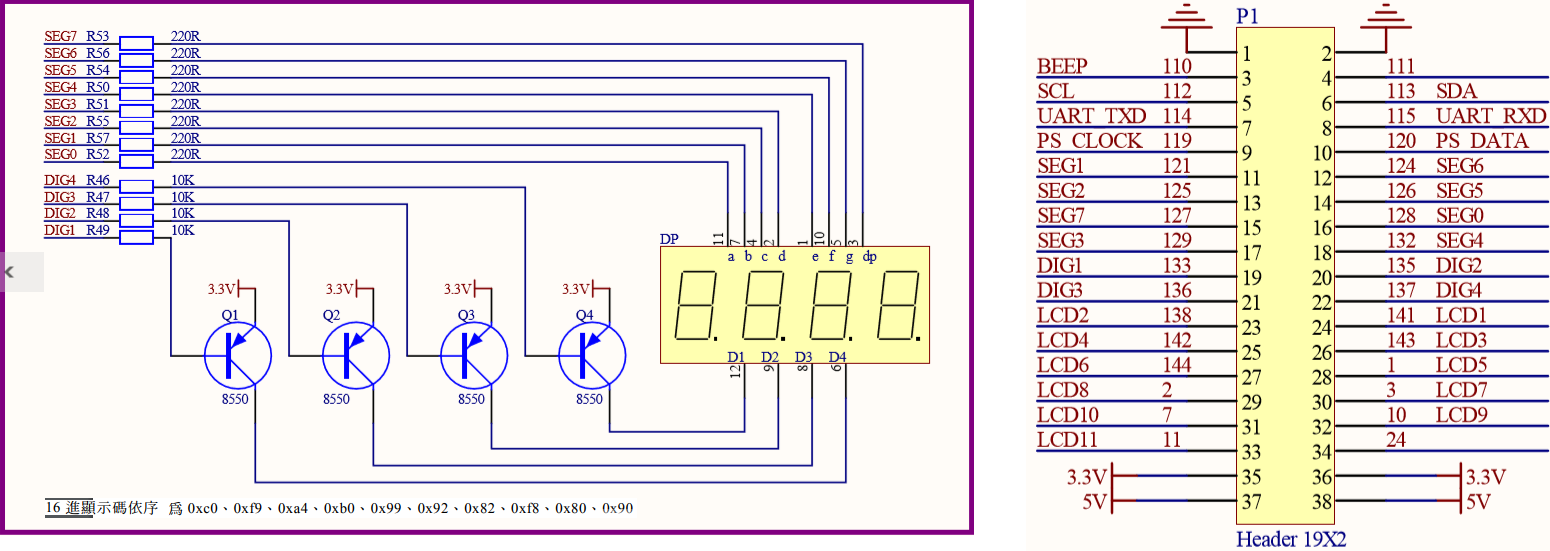 SEG7 R53 220R
SEG6 R56 220R
SEG5 R54 220R
SEG4 R50 220R
SEG3 R51 220R
SEG2 R55 220R
SEG1 R57 220R
SEG0 R52 220R
DIG4 R46 10K
DIG3 R47 10K
DIG2 R48 10K
DIG1 R49 10K
DP 11 7 4 2 1 10 5 3
a b c d e f g dp
3.3V 3.3V 3.3V 3.3V
Q1 Q2 Q3 Q4
D1 D2 D3 D4
12 9 8 6
8550 8550 8550 8550
16 進顯示碼依序 為 0xc0、0xf9、0xa4、0xb0、0x99、0x92、0x82、0xf8、0x80、0x90
P1
1 2
BEEP 110 3 4 111
SCL 112 5 6 113 SDA
UART TXD 114 7 8 115 UART RXD
PS CLOCK 119 9 10 120 PS DATA
SEG1 121 11 12 124 SEG6
SEG2 125 13 14 126 SEG5
SEG7 127 15 16 128 SEG0
SEG3 129 17 18 132 SEG4
DIG1 133 19 20 135 DIG2
DIG3 136 21 22 137 DIG4
LCD2 138 23 24 141 LCD1
LCD4 142 25 26 143 LCD3
LCD6 144 27 28 1 LCD5
LCD8 2 29 30 3 LCD7
LCD10 7 31 32 10 LCD9
LCD11 11 33 34 24
3.3V 35 36 3.3V
5V 37 38 5V
Header 19X2